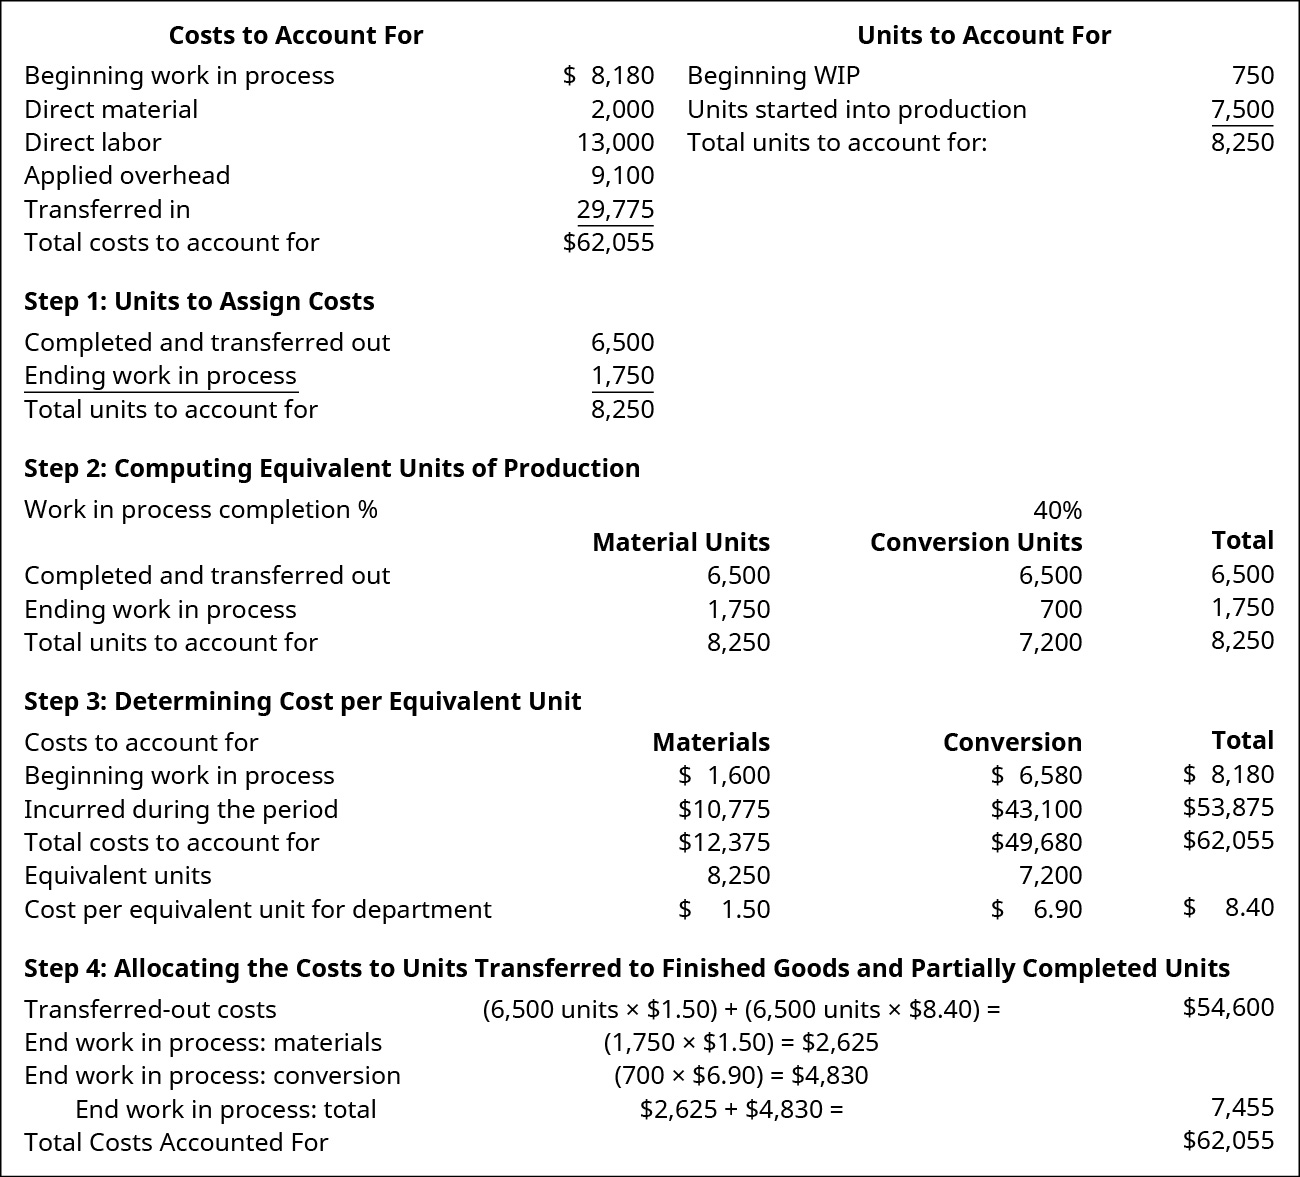 Costs to Account For Units to Account For
Beginning work in process $ 8,180 Beginning WIP 750
Direct material 2,000 Units started into production 7,500
Direct labor 13,000 Total units to account for: 8,250
Applied overhead 9,100
Transferred in 29,775
Total costs to account for $62,055
Step 1: Units to Assign Costs
Completed and transferred out 6,500
Ending work in process 1,750
Total units to account for 8,250
Step 2: Computing Equivalent Units of Production
Work in process completion % 40%
Material Units Conversion Units Total
Completed and transferred out 6,500 6,500 6,500
Ending work in process 1,750 700 1,750
Total units to account for 8,250 7,200 8,250
Step 3: Determining Cost per Equivalent Unit
Costs to account for Materials Conversion Total
Beginning work in process $ 1,600 $ 6,580 $ 8,180
Incurred during the period $10,775 $43,100 $53,875
Total costs to account for $12,375 $49,680 $62,055
Equivalent units 8,250 7,200
Cost per equivalent unit for department $ 1.50 $ 6.90 $ 8.40
Step 4: Allocating the Costs to Units Transferred to Finished Goods and Partially Completed Units
Transferred-out costs (6,500 units × $1.50) + (6,500 units × $8.40) = $54,600
End work in process: materials (1,750 × $1.50) = $2,625
End work in process: conversion (700 × $6.90) = $4,830
End work in process: total $2,625 + $4,830 = 7,455
Total Costs Accounted For $62,055